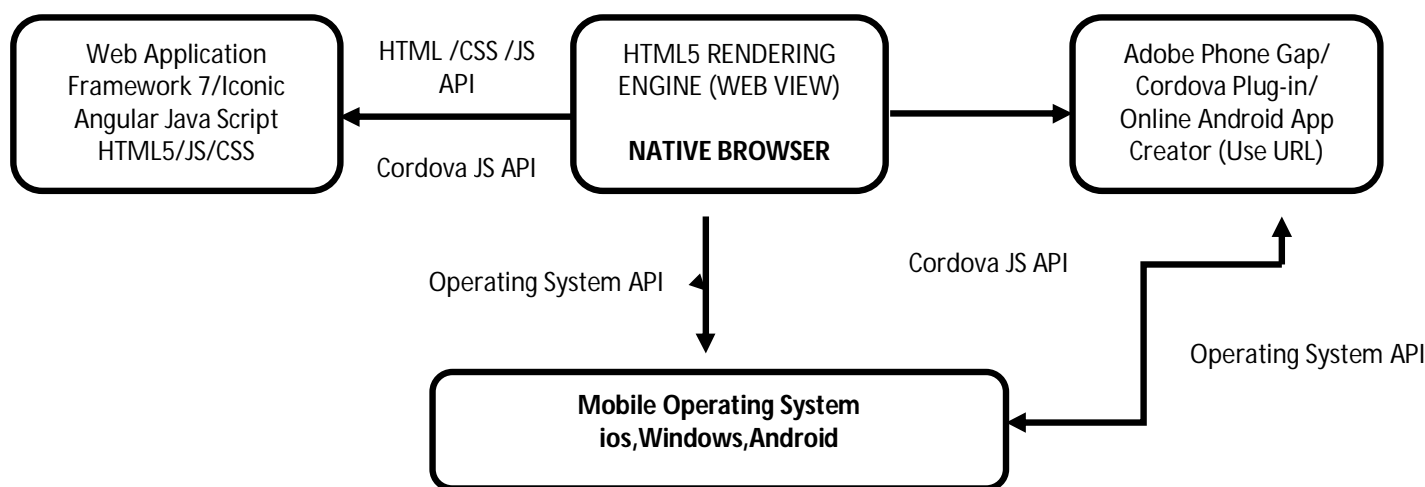 Web Application
Framework 7/Iconic
Angular Java Script
HTML5/JS/CSS
HTML /CSS /JS
API
Cordova JS API
HTML5 RENDERING
ENGINE (WEB VIEW)
NATIVE BROWSER
Adobe Phone Gap/
Cordova Plug-in/
Online Android App
Creator (Use URL)
Operating System API
Cordova JS API
Operating System API
Mobile Operating System
ios,Windows,Android